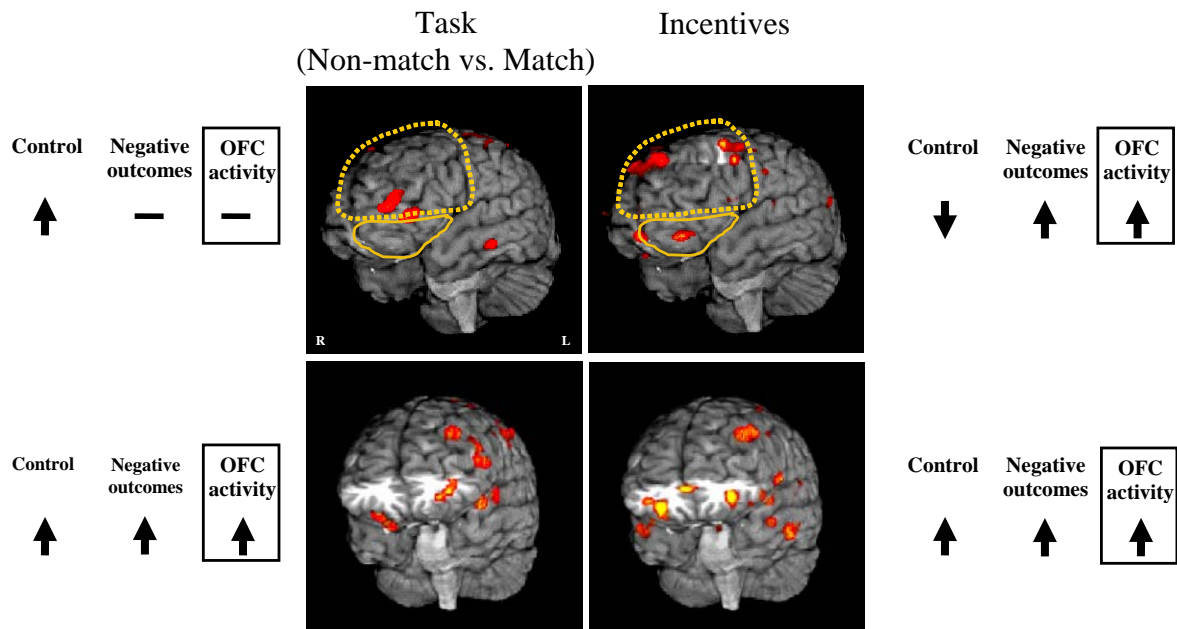 Task
(Non-match vs. Match)
Incentives
Control
Negative
outcomes
OFC
activity
Control
Negative
outcomes
OFC
activity
R
L
Control
Negative
outcomes
OFC
activity
Control
Negative
outcomes
OFC
activity